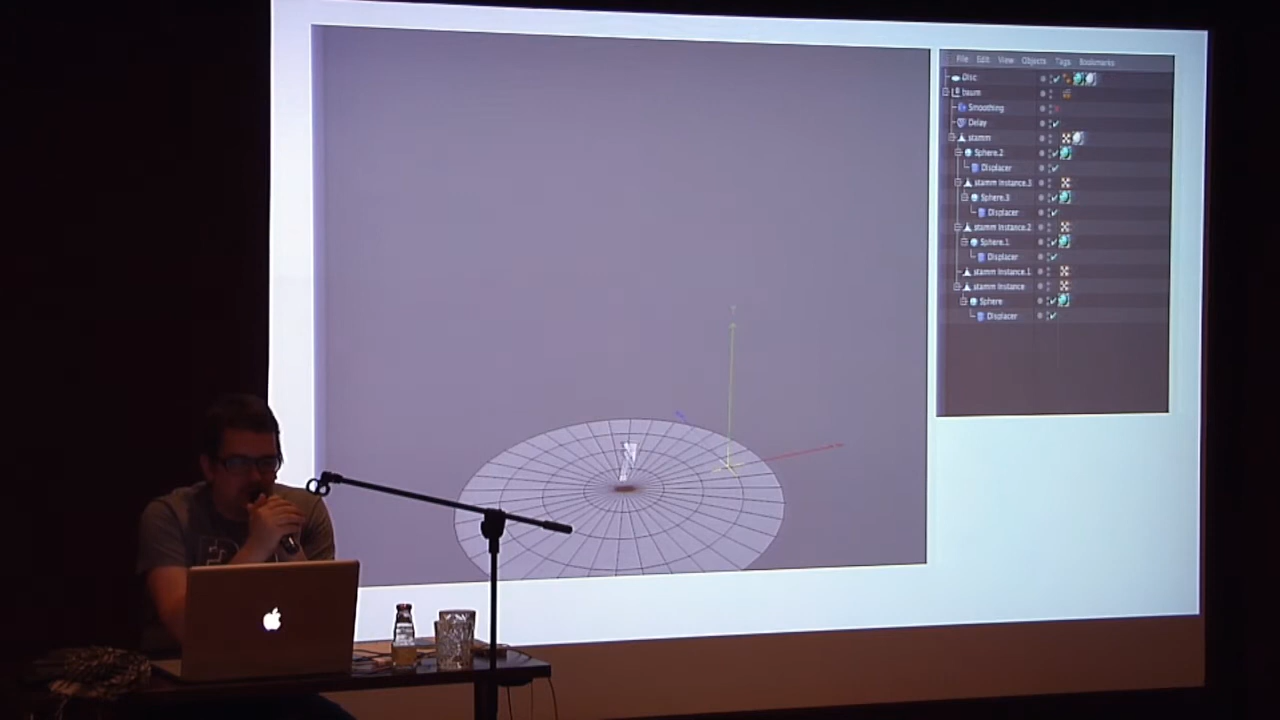 File Edit View Objects Tags Bookmarks
Disc
baum
Smoothing
Delay
stamm
Sphere.2
Displacer
stamm Instance.3
Sphere.3
Displacer
stamm Instance.2
Sphere.1
Displacer
stamm Instance.1
stamm Instance
Sphere
Displacer
Y